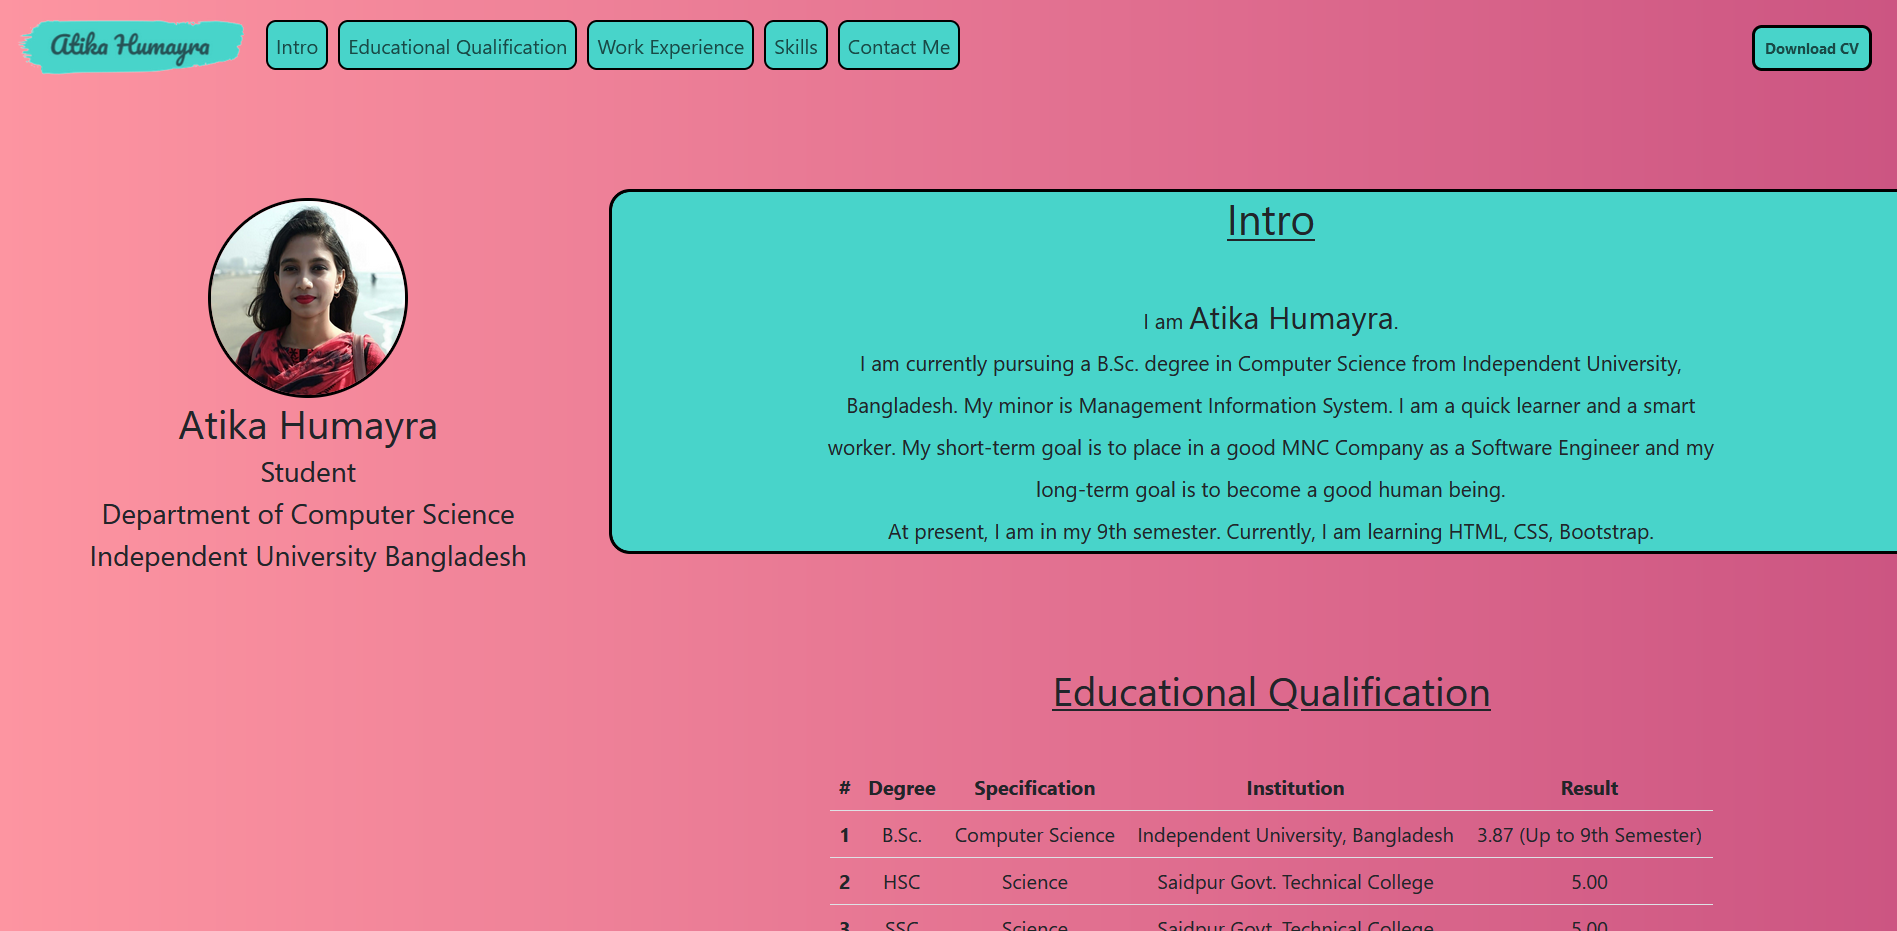 Atika Humayra
Intro
Educational Qualification
Work Experience
Skills
Contact Me
Download CV
Atika Humayra
Student
Department of Computer Science
Independent University Bangladesh
Intro
I am Atika Humayra.
I am currently pursuing a B.Sc. degree in Computer Science from Independent University,
Bangladesh. My minor is Management Information System. I am a quick learner and a smart
worker. My short-term goal is to place in a good MNC Company as a Software Engineer and my
long-term goal is to become a good human being.
At present, I am in my 9th semester. Currently, I am learning HTML, CSS, Bootstrap.
Educational Qualification
# Degree Specification Institution Result
1 B.Sc. Computer Science Independent University, Bangladesh 3.87 (Up to 9th Semester)
2 HSC Science Saidpur Govt. Technical College 5.00
3 SSC Science Saidpur Govt. Technical College 5.00